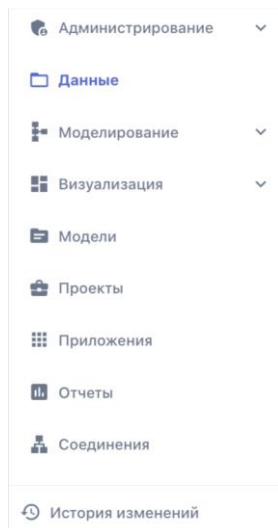 Администрирование
Данные
Моделирование
Визуализация
Модели
Проекты
Приложения
Отчеты
Соединения
История изменений